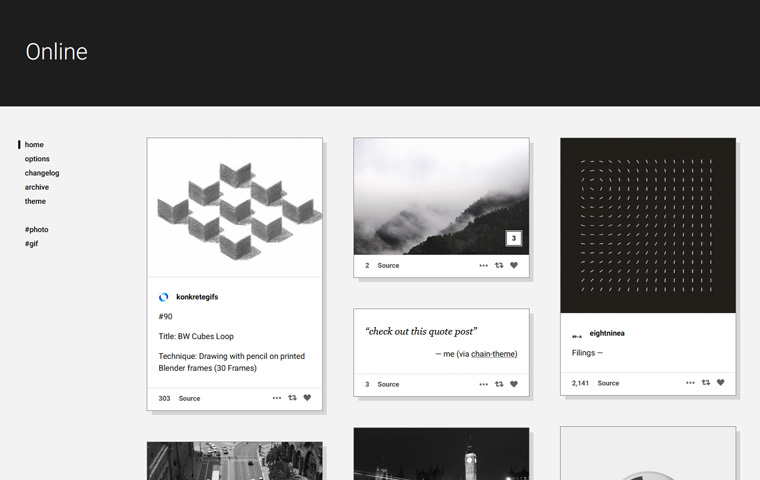 Online
home
options
changelog
archive
theme
#photo
#gif
konkretegifs
#90
Title: BW Cubes Loop
Technique: Drawing with pencil on printed
Blender frames (30 Frames)
303 Source
3
2 Source
“check out this quote post”
— me (via chain-theme)
3 Source
eightninea
Filings —
2,141 Source